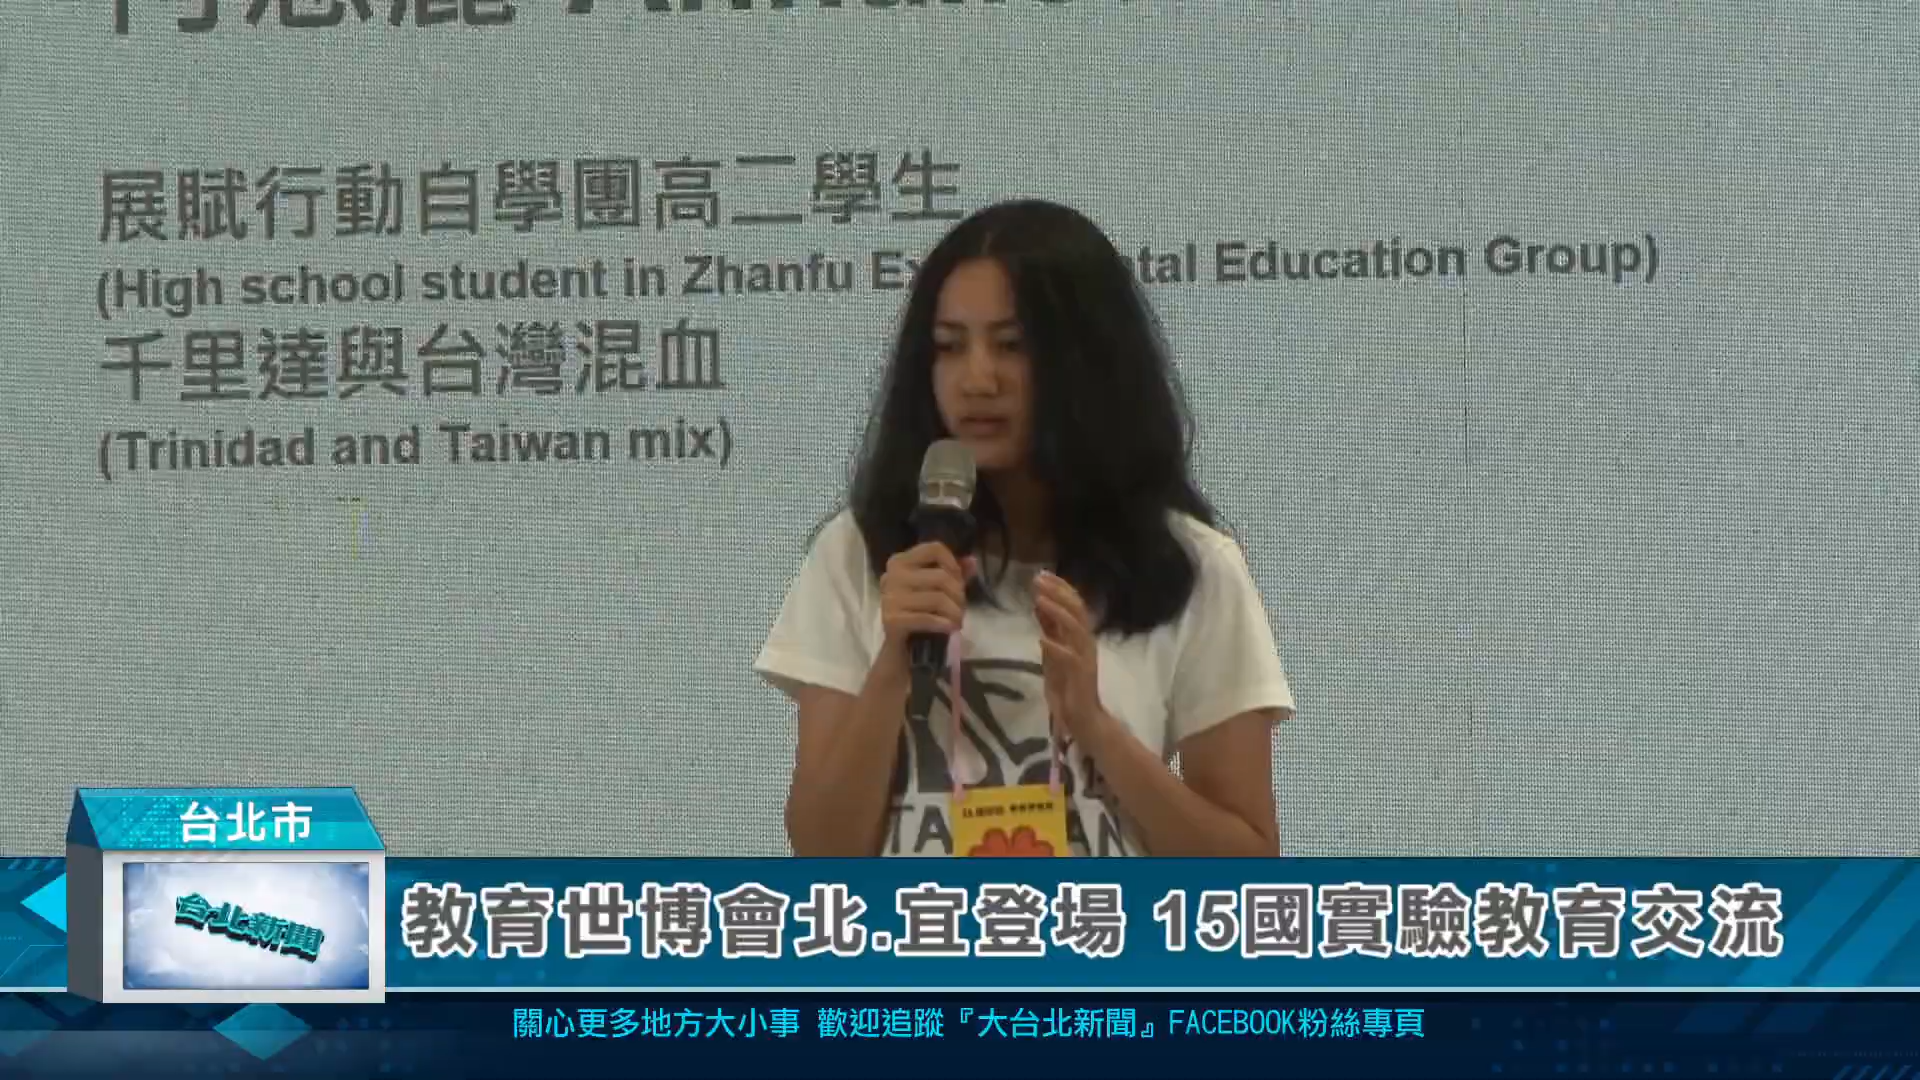 展賦行動自學團高二學生
(High school student in Zhanfu Ex tal Education Group)
千里達與台灣混血
(Trinidad and Taiwan mix)
台北市
台北新聞
教育世博會北.宜登場 15國實驗教育交流
關心更多地方大小事 歡迎追蹤『大台北新聞』FACEBOOK粉絲專頁